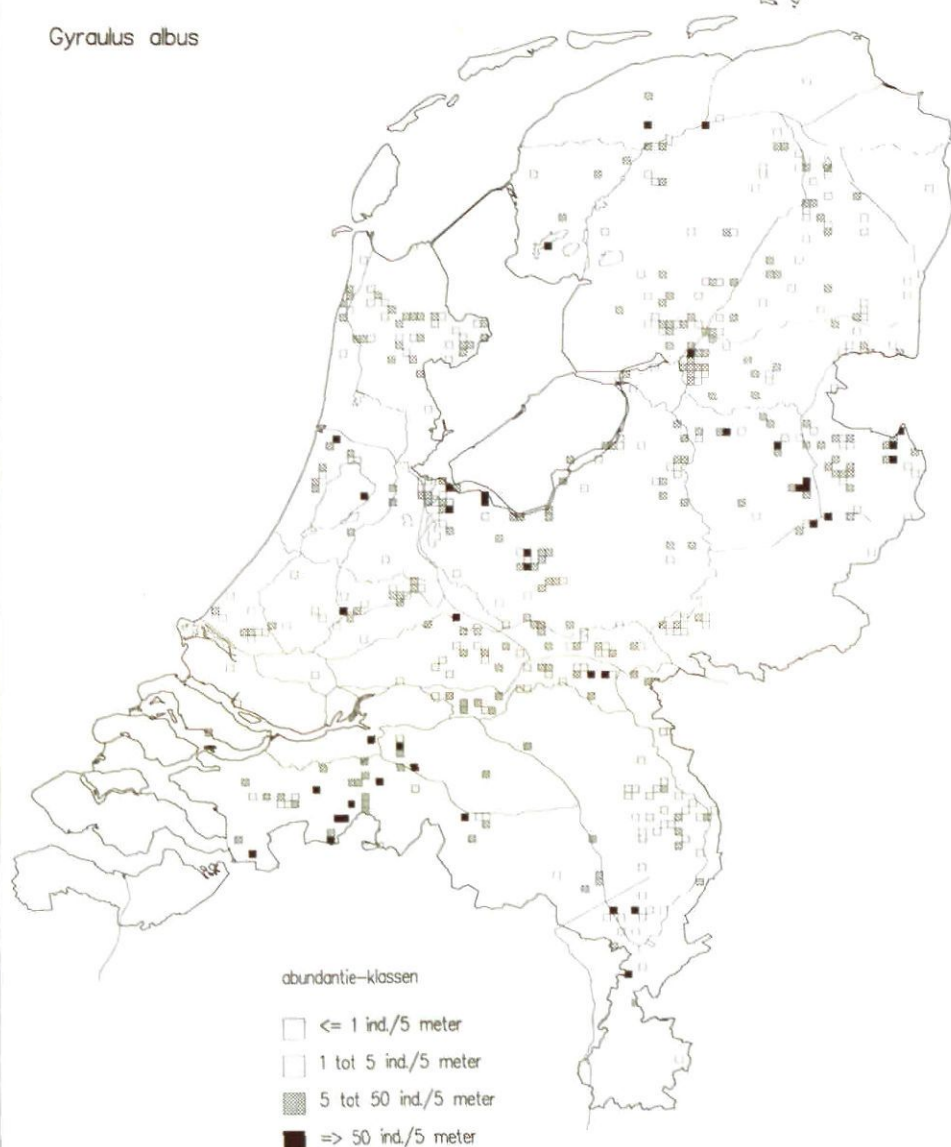 Gyraulus albus
abundantie-klassen
<= 1 ind./5 meter
1 tot 5 ind./5 meter
5 tot 50 ind./5 meter
=> 50 ind./5 meter